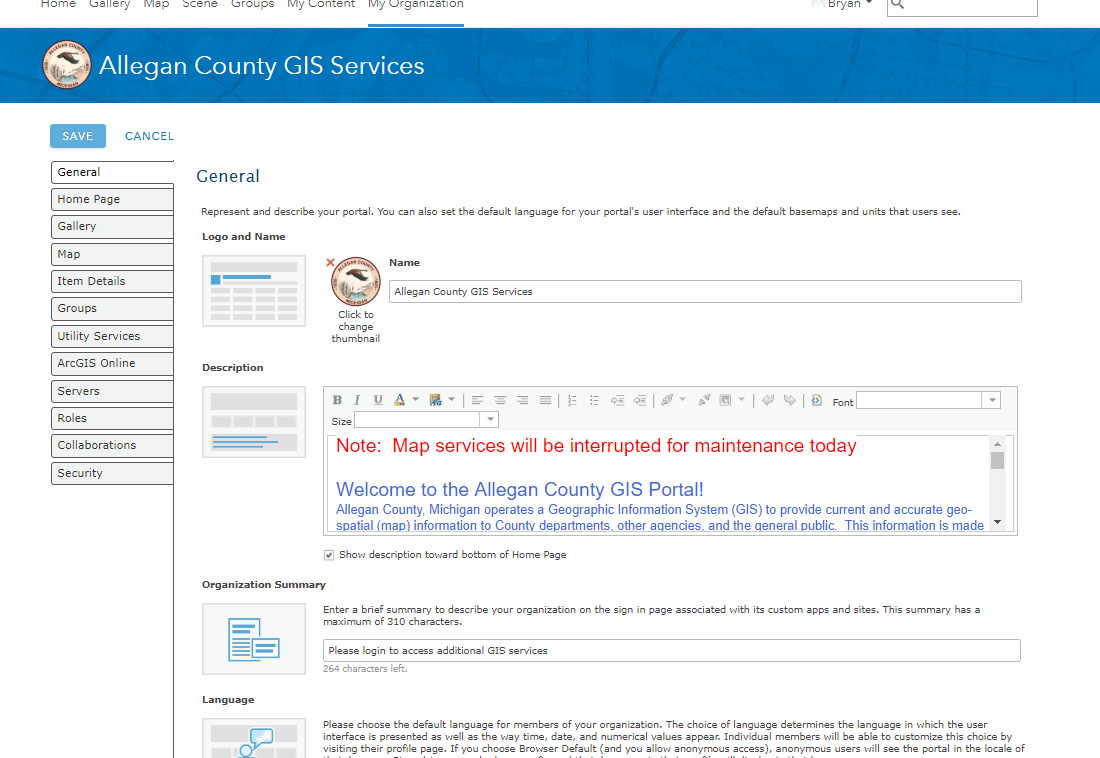 Home Gallery Map Scene Groups My Content My Organization Bryan
Allegan County GIS Services
SAVE CANCEL
General
Home Page
Gallery
Map
Item Details
Groups
Utility Services
ArcGIS Online
Servers
Roles
Collaborations
Security
General
Represent and describe your portal. You can also set the default language for your portal's user interface and the default basemaps and units that users see.
Logo and Name
ALLEGAN COUNTY
MICHIGAN
Click to
change
thumbnail
Name
Allegan County GIS Services
Description
B I U A Font
Size
Note: Map services will be interrupted for maintenance today
Welcome to the Allegan County GIS Portal!
Allegan County, Michigan operates a Geographic Information System (GIS) to provide current and accurate geo-
spatial (map) information to County departments, other agencies, and the general public. This information is made
Show description toward bottom of Home Page
Organization Summary
Enter a brief summary to describe your organization on the sign in page associated with its custom apps and sites. This summary has a
maximum of 310 characters.
Please login to access additional GIS services
264 characters left.
Language
Please choose the default language for members of your organization. The choice of language determines the language in which the user
interface is presented as well as the way time, date, and numerical values appear. Individual members will be able to customize this choice by
visiting their profile page. If you choose Browser Default (and you allow anonymous access), anonymous users will see the portal in the locale of